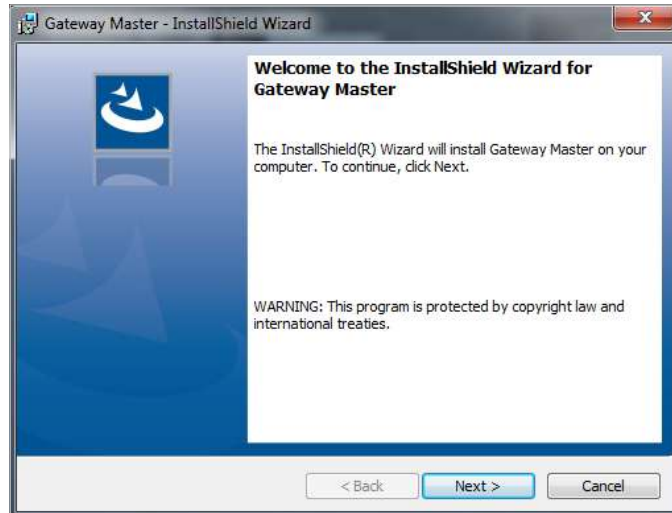 Gateway Master - InstallShield Wizard
Welcome to the InstallShield Wizard for
Gateway Master
The InstallShield(R) Wizard will install Gateway Master on your
computer. To continue, click Next.
WARNING: This program is protected by copyright law and
international treaties.
< Back
Next >
Cancel